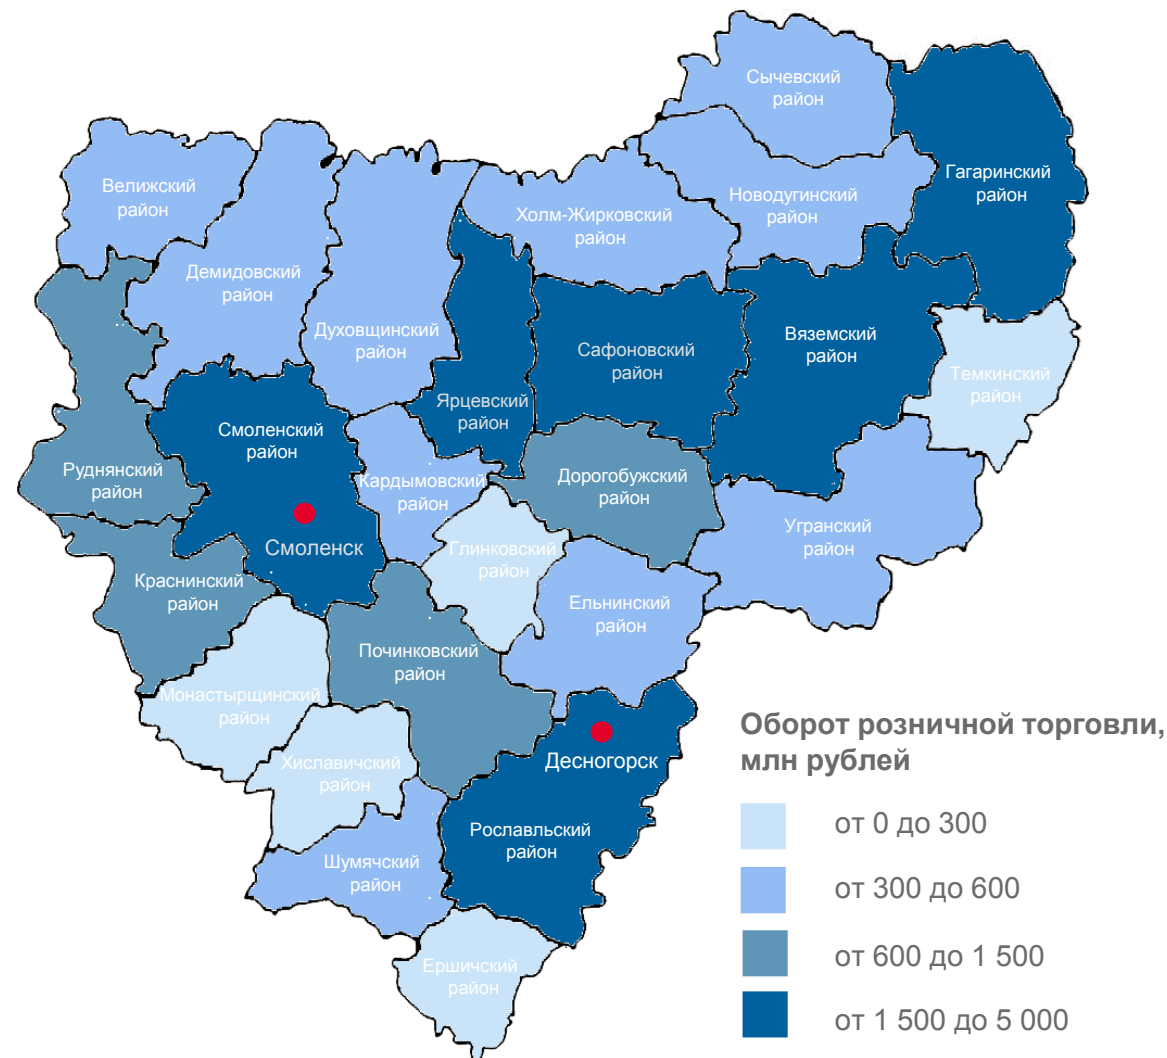 Сычевский
район
Гагаринский
район
Велижский
район
Новодугинский
район
Холм-Жирковский
район
Демидовский
район
Духовщинский
район
Вяземский
район
Сафоновский
район
Темкинский
район
Ярцевский
район
Смоленский
район
Руднянский
район
Кардымовский
район
Дорогобужский
район
Угранский
район
Смоленск
Глинковский
район
Краснинский
район
Ельнинский
район
Починковский
район
Монастырщинский
район
Хиславичский
район
Десногорск
Рославльский
район
Шумячский
район
Ершичский
район
Оборот розничной торговли,
млн рублей
от 0 до 300
от 300 до 600
от 600 до 1 500
от 1 500 до 5 000